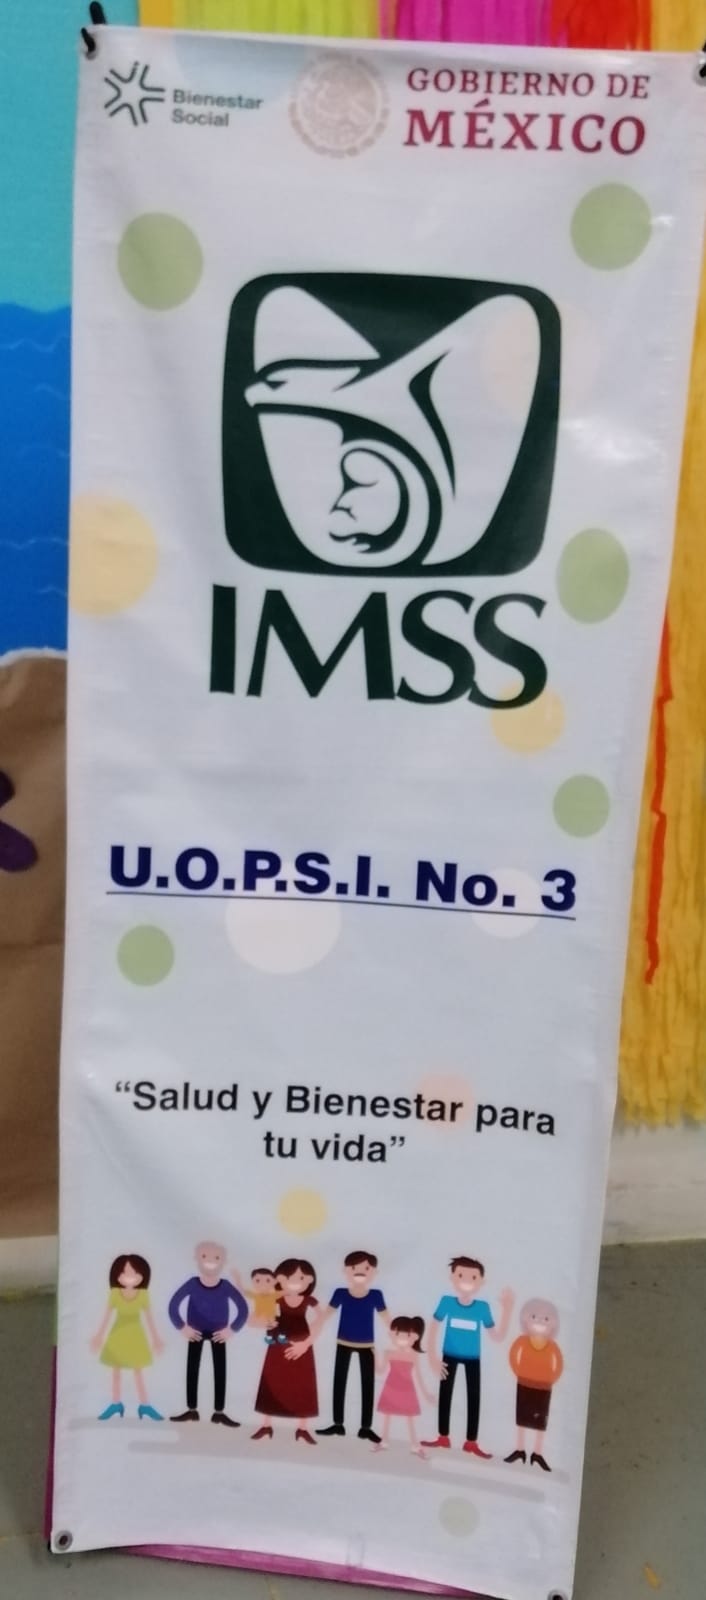 Bienestar
Social
GOBIERNO DE
MÉXICO
IMSS
U.O.P.S.I. No. 3
“Salud y Bienestar para
tu vida”